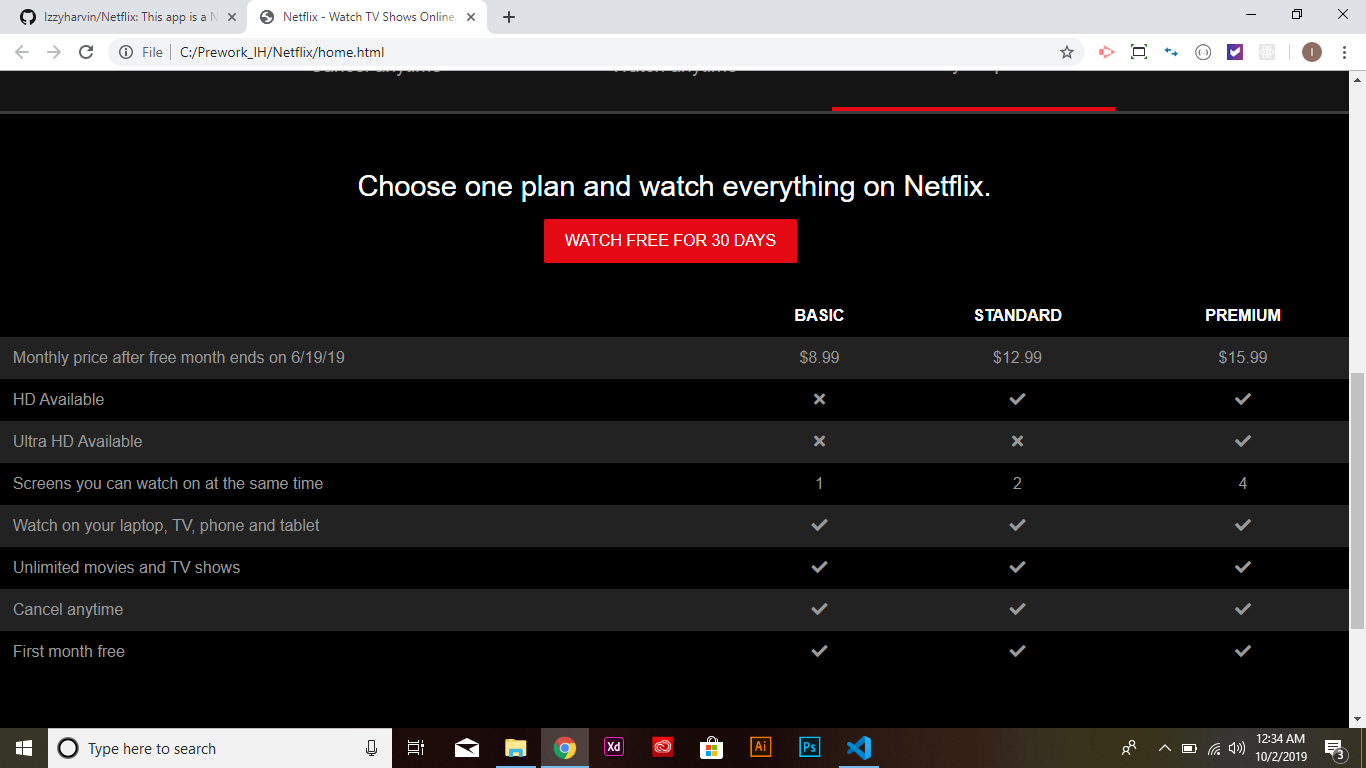 Izzyharvin/Netflix: This app is a N
Netflix - Watch TV Shows Online,
File
C:/Prework_IH/Netflix/home.html
I
Choose one plan and watch everything on Netflix.
WATCH FREE FOR 30 DAYS
BASIC STANDARD PREMIUM
Monthly price after free month ends on 6/19/19 $8.99 $12.99 $15.99
HD Available
Ultra HD Available
Screens you can watch on at the same time 1 2 4
Watch on your laptop, TV, phone and tablet
Unlimited movies and TV shows
Cancel anytime
First month free
Type here to search
Xd
Ai
Ps
12:34 AM
10/2/2019
3